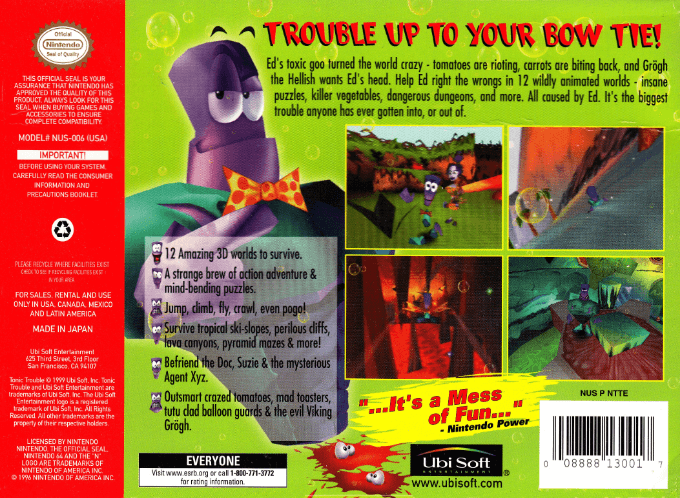 Official
Nintendo
Seal of Quality
THIS OFFICIAL SEAL IS YOUR
ASSURANCE THAT NINTENDO HAS
APPROVED THE QUALITY OF THIS
PRODUCT. ALWAYS LOOK FOR THIS
SEAL WHEN BUYING GAMES AND
ACCESSORIES TO ENSURE
COMPLETE COMPATIBILITY.
MODEL# NUS-006 (USA)
IMPORTANT!
BEFORE USING YOUR SYSTEM,
CAREFULLY READ THE CONSUMER
INFORMATION AND
PRECAUTIONS BOOKLET
PLEASE RECYCLE WHERE FACILITIES EXIST
CHECK TO SEE IF RECYCLING FACILITIES EXIST
IN YOUR AREA
FOR SALES, RENTAL AND USE
ONLY IN USA, CANADA, MEXICO
AND LATIN AMERICA
MADE IN JAPAN
Ubi Soft Entertainment
625 Third Street, 3rd Floor
San Francisco, CA 94107
Tonic Trouble © 1999 Ubi Soft, Inc. Tonic
Trouble and Ubi Soft Entertainment are
trademarks of Ubi Soft, Inc. The Ubi Soft
Entertainment logo is a registered
trademark of Ubi Soft, Inc. All Rights
Reserved. All other trademarks are the
property of their respective holders.
LICENSED BY NINTENDO
NINTENDO, THE OFFICIAL SEAL,
NINTENDO 64 AND THE "N"
LOGO ARE TRADEMARKS OF
NINTENDO OF AMERICA INC.
© 1996 NINTENDO OF AMERICA INC.
TROUBLE UP TO YOUR BOW TIE!
Ed's toxic goo turned the world crazy - tomatoes are rioting, carrots are biting back, and Grögh
the Hellish wants Ed's head. Help Ed right the wrongs in 12 wildly animated worlds - insane
puzzles, killer vegetables, dangerous dungeons, and more. All caused by Ed. It's the biggest
trouble anyone has ever gotten into, or out of.
12 Amazing 3D worlds to survive.
A strange brew of action adventure &
mind-bending puzzles.
Jump, climb, fly, crawl, even pogo!
Survive tropical ski-slopes, perilous cliffs,
lava canyons, pyramid mazes & more!
Befriend the Doc, Suzie & the mysterious
Agent Xyz.
Outsmart crazed tomatoes, mad toasters,
tutu clad balloon guards & the evil Viking
Grögh.
EVERYONE
Visit www.esrb.org or call 1-800-771-3772
for rating information.
"...It's a Mess
of Fun..."
- Nintendo Power
Ubi Soft
ENTERTAINMENT
®
www.ubisoft.com
NUS P NTTE
0 08888 13001 7